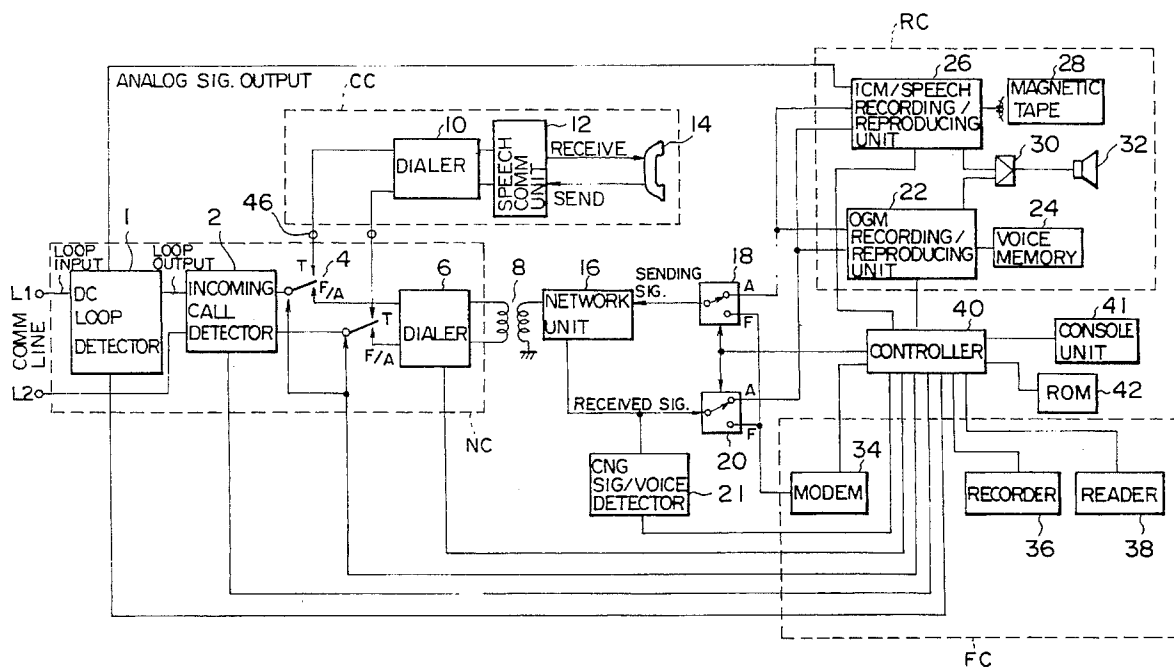 RC
26
28
ICM/SPEECH
RECORDING/
REPRODUCING
UNIT
MAGNETIC
TAPE
30
32
ANALOG SIG. OUTPUT
CC
10
12
14
DIALER
SPEECH
COMM
UNIT
RECEIVE
SEND
22
24
OGM
RECORDING/
REPRODUCING
UNIT
VOICE
MEMORY
46
1
2
4
6
8
16
18
LOOP
INPUT
LOOP
OUTPUT
T
F/A
L1
L2
COMM
LINE
DC
LOOP
DETECTOR
INCOMING
CALL
DETECTOR
T
F/A
DIALER
NETWORK
UNIT
SENDING
SIG.
A
F
40
41
CONTROLLER
CONSOLE
UNIT
ROM
42
RECEIVED SIG.
A
F
20
NC
CNG
SIG/VOICE
DETECTOR
21
34
MODEM
RECORDER
36
READER
38
FC